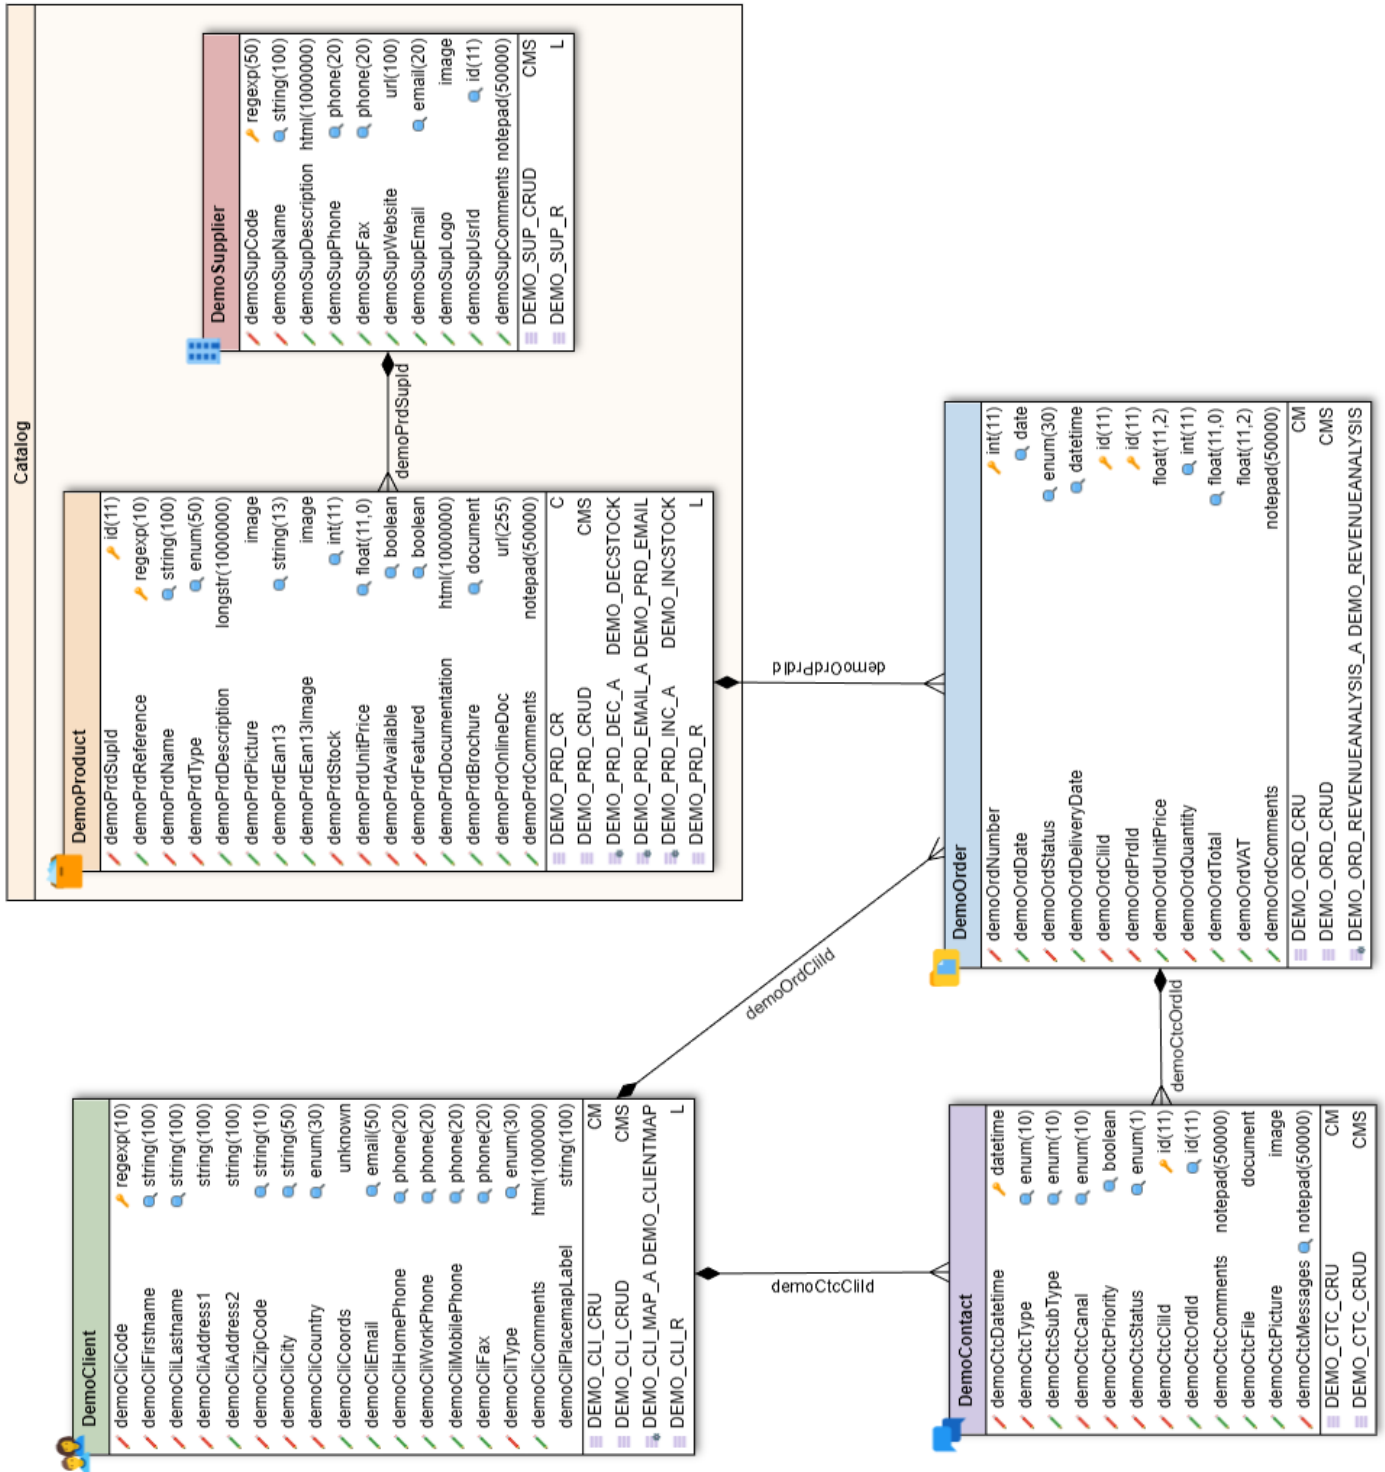 Catalog
DemoSupplier
demoSupCode regexp(50)
demoSupName string(100)
demoSupDescription html(1000000)
demoSupPhone phone(20)
demoSupFax phone(20)
demoSupWebsite url(100)
demoSupEmail email(20)
demoSupLogo image
demoSupUsrId id(11)
demoSupComments notepad(50000)
DEMO_SUP_CRUD CMS
DEMO_SUP_R L
demoPrdSupId
DemoProduct
demoPrdSupId id(11)
demoPrdReference regexp(10)
demoPrdName string(100)
demoPrdType enum(50)
demoPrdDescription longstr(1000000)
demoPrdPicture image
demoPrdEan13 string(13)
demoPrdEan13Image image
demoPrdStock int(11)
demoPrdUnitPrice float(11,0)
demoPrdAvailable boolean
demoPrdFeatured boolean
demoPrdDocumentation html(1000000)
demoPrdBrochure document
demoPrdOnlineDoc url(255)
demoPrdComments notepad(50000)
DEMO_PRD_CR C
DEMO_PRD_CRUD CMS
DEMO_PRD_DEC_A DEMO_DECSTOCK
DEMO_PRD_EMAIL_A DEMO_PRD_EMAIL
DEMO_PRD_INC_A DEMO_INCSTOCK
DEMO_PRD_R L
demoOrdPrdId
DemoOrder
demoOrdNumber int(11)
demoOrdDate date
demoOrdStatus enum(30)
demoOrdDeliveryDate datetime
demoOrdCliId id(11)
demoOrdPrdId id(11)
demoOrdUnitPrice float(11,2)
demoOrdQuantity int(11)
demoOrdTotal float(11,0)
demoOrdVAT float(11,2)
demoOrdComments notepad(50000)
DEMO_ORD_CRU CM
DEMO_ORD_CRUD CMS
DEMO_ORD_REVENUEANALYSIS_A DEMO_REVENUEANALYSIS
demoOrdCliId
DemoClient
demoCliCode regexp(10)
demoCliFirstname string(100)
demoCliLastname string(100)
demoCliAddress1 string(100)
demoCliAddress2 string(100)
demoCliZipCode string(10)
demoCliCity string(50)
demoCliCountry enum(30)
demoCliCoords unknown
demoCliEmail email(50)
demoCliHomePhone phone(20)
demoCliWorkPhone phone(20)
demoCliMobilePhone phone(20)
demoCliFax phone(20)
demoCliType enum(30)
demoCliComments html(1000000)
demoCliPlacemapLabel string(100)
DEMO_CLI_CRU CM
DEMO_CLI_CRUD CMS
DEMO_CLI_MAP_A DEMO_CLIENTMAP
DEMO_CLI_R L
demoCtcCliId
demoCtcOrdId
DemoContact
demoCtcDatetime datetime
demoCtcType enum(10)
demoCtcSubType enum(10)
demoCtcCanal enum(10)
demoCtcPriority boolean
demoCtcStatus enum(1)
demoCtcCliId id(11)
demoCtcOrdId id(11)
demoCtcComments notepad(50000)
demoCtcFile document
demoCtcPicture image
demoCtcMessages notepad(50000)
DEMO_CTC_CRU CM
DEMO_CTC_CRUD CMS